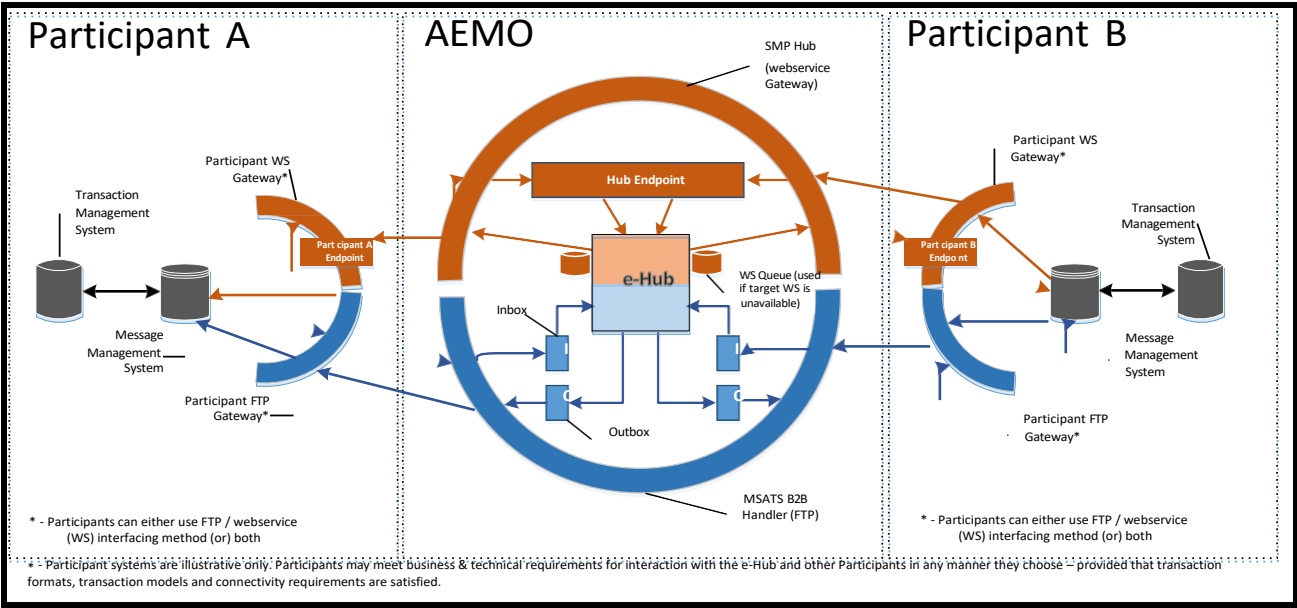 Participant A
AEMO
Participant B
SMP Hub
(webservice
Gateway)
Participant WS
Gateway*
Transaction
Management
System
Part cipant A
Endpoint
Message
Management
System
Participant FTP
Gateway*
Hub Endpoint
e-Hub
WS Queue (used
if target WS is
unavailable)
Inbox
I
I
O
O
Outbox
MSATS B2B
Handler (FTP)
Participant WS
Gateway*
Transaction
Management
System
Part cipant B
Endpo nt
Message
Management
System
Participant FTP
Gateway*
* - Participants can either use FTP / webservice
(WS) interfacing method (or) both
* - Participants can either use FTP / webservice
(WS) interfacing method (or) both
* - Participant systems are illustrative only. Participants may meet business & technical requirements for interaction with the e-Hub and other Participants in any manner they choose – provided that transaction
formats, transaction models and connectivity requirements are satisfied.